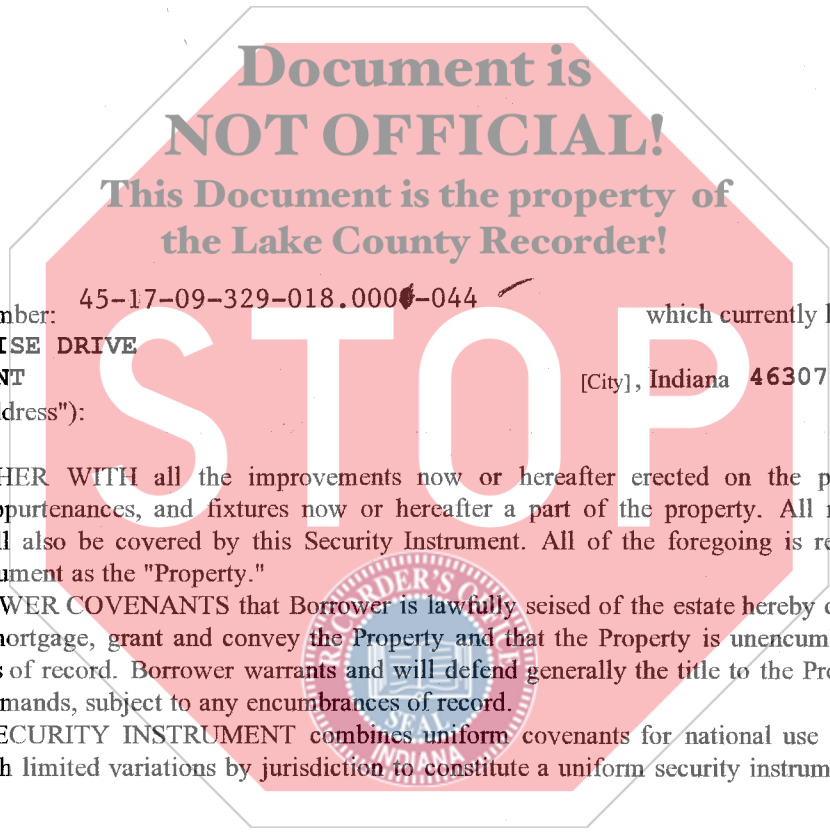 Document is
NOT OFFICIAL!
This Document is the property of
the Lake County Recorder!
mber: 45-17-09-329-018.000-044 which currently
ISE DRIVE
NT [City], Indiana 46307
ddress"):
STOP
HER WITH all the improvements now or hereafter erected on the p
ppurtenances, and fixtures now or hereafter a part of the property. All
ll also be covered by this Security Instrument. All of the foregoing is re
ument as the "Property."
WER COVENANTS that Borrower is lawfully seised of the estate hereby
nortgage, grant and convey the Property and that the Property is unencum
s of record. Borrower warrants and will defend generally the title to the Pro
mands, subject to any encumbrances of record.
ECURITY INSTRUMENT combines uniform covenants for national use
h limited variations by jurisdiction to constitute a uniform security instrum
RECORDER'S OFFICE
SEAL
INDIANA